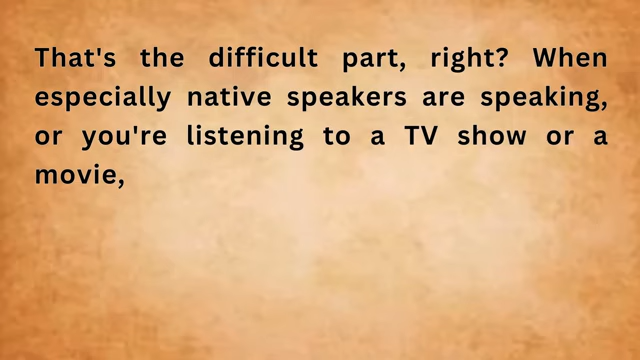 That's the difficult part, right? When
especially native speakers are speaking,
or you're listening to a TV show or a
movie,